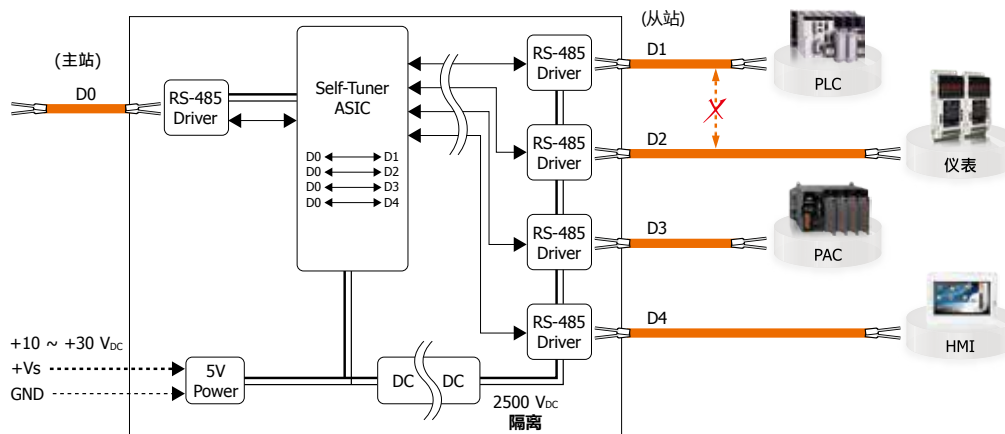 (主站)
D0
RS-485
Driver
Self-Tuner
ASIC
D0 D1
D0 D2
D0 D3
D0 D4
RS-485
Driver
RS-485
Driver
RS-485
Driver
RS-485
Driver
(从站)
D1
D2
D3
D4
PLC
仪表
PAC
HMI
+10 ~ +30 VDC
+Vs
GND
5V
Power
DC DC
2500 VDC
隔离